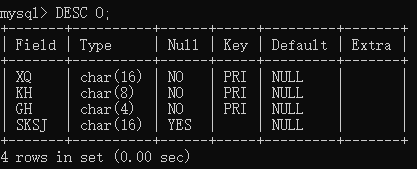 mysql> DESC O;
+-------+----------+------+-----+---------+-------+
| Field | Type     | Null | Key | Default | Extra |
+-------+----------+------+-----+---------+-------+
| XQ    | char(16) | NO   | PRI | NULL    |       |
| KH    | char(8)  | NO   | PRI | NULL    |       |
| GH    | char(4)  | NO   | PRI | NULL    |       |
| SKSJ  | char(16) | YES  |     | NULL    |       |
+-------+----------+------+-----+---------+-------+
4 rows in set (0.00 sec)